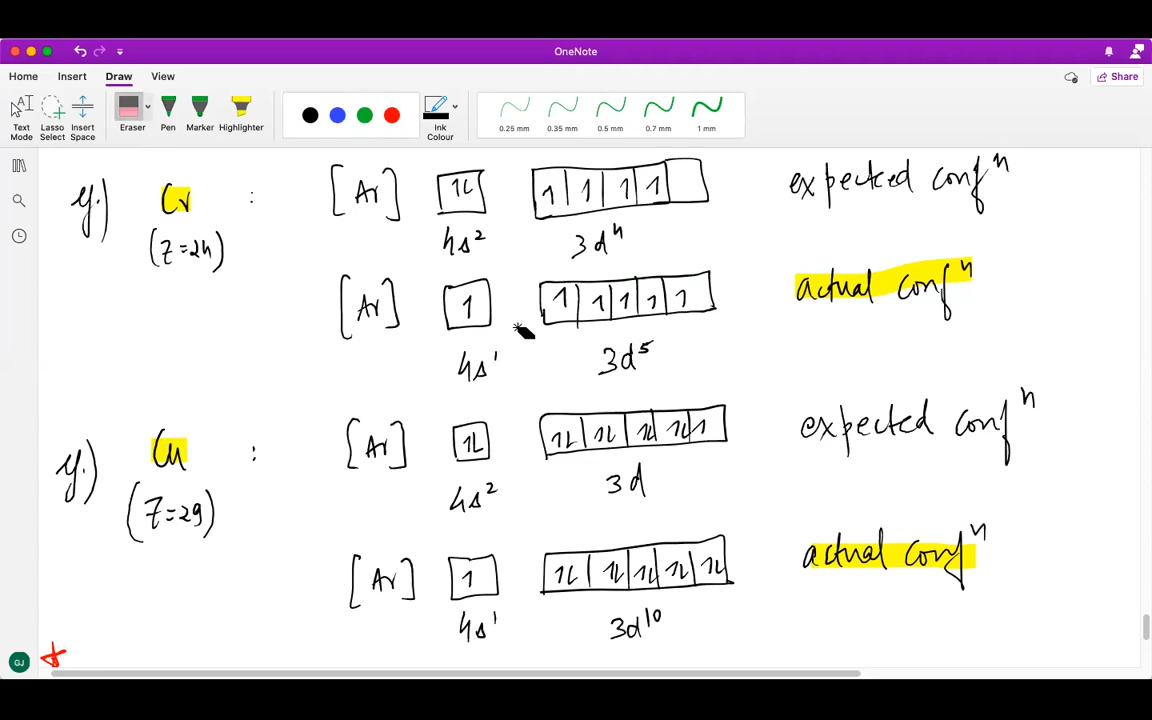 OneNote
Home Insert Draw View
Share
Text Mode
Lasso Select
Insert Space
Eraser
Pen
Marker
Highlighter
Ink Colour
0.25 mm
0.35 mm
0.5 mm
0.7 mm
1 mm
eg.) Cr : [Ar] 1L 1 1 1 1 expected confⁿ
(Z=24) 4s² 3d⁴
[Ar] 1 1 1 1 1 1 actual confⁿ
4s¹ 3d⁵
eg.) Cu : [Ar] 1L 1L 1L 1L 1L 1 expected confⁿ
(Z=29) 4s² 3d
[Ar] 1 1L 1L 1L 1L 1L actual confⁿ
4s¹ 3d¹⁰
GJ